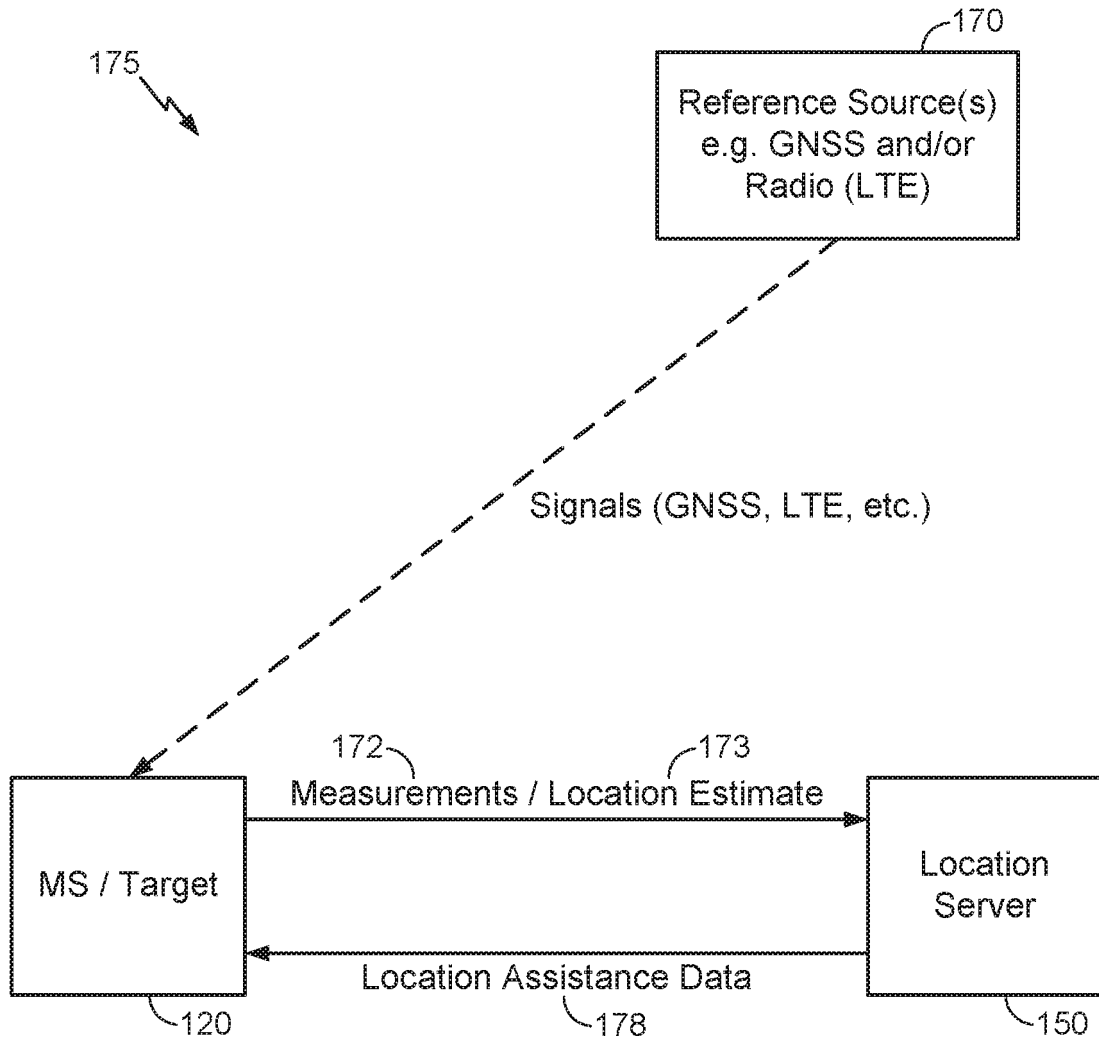 170
175
Reference Source(s)
e.g. GNSS and/or
Radio (LTE)
Signals (GNSS, LTE, etc.)
172
173
Measurements / Location Estimate
MS / Target
Location
Server
Location Assistance Data
120
178
150